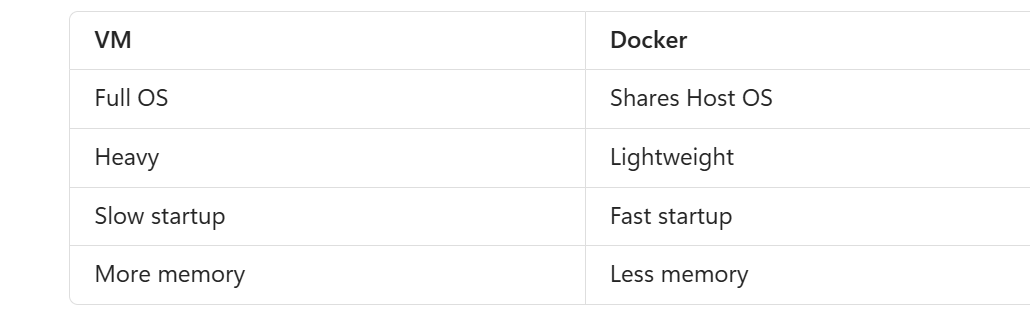 VM Docker
Full OS Shares Host OS
Heavy Lightweight
Slow startup Fast startup
More memory Less memory